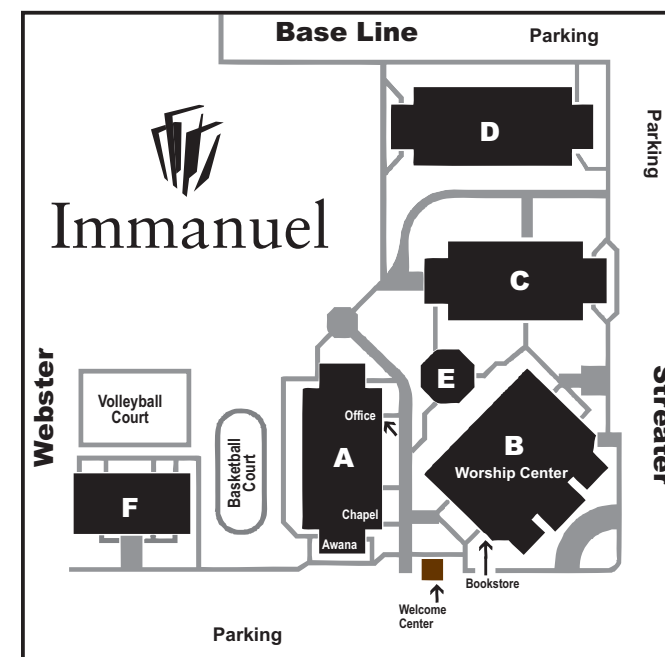 Base Line
Parking
Parking
D
Immanuel
C
Webster
Streater
E
Volleyball
Court
Office
Basketball
Court
A
B
Worship Center
F
Chapel
Awana
Bookstore
Welcome
Center
Parking